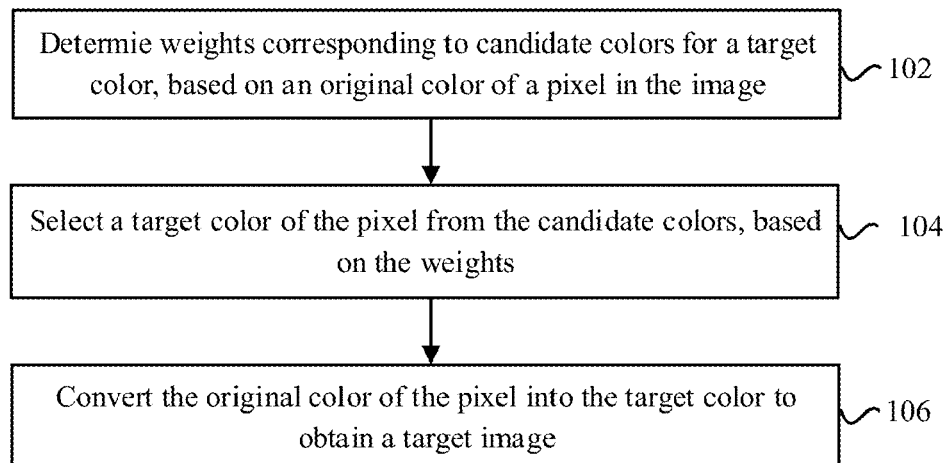 Determie weights corresponding to candidate colors for a target
color, based on an original color of a pixel in the image
102
Select a target color of the pixel from the candidate colors, based
on the weights
104
Convert the original color of the pixel into the target color to
obtain a target image
106